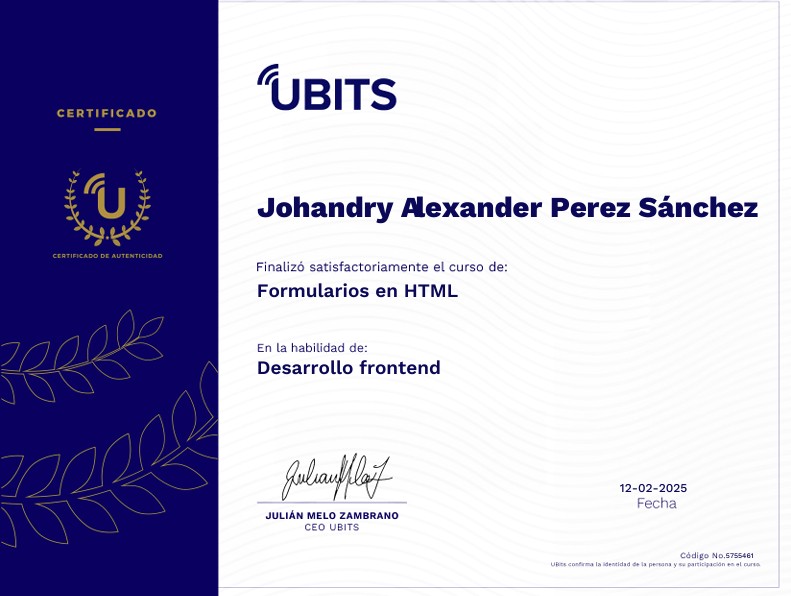 CERTIFICADO
U
CERTIFICADO DE AUTENTICIDAD
UBITS
Johandry Alexander Perez Sánchez
Finalizó satisfactoriamente el curso de:
Formularios en HTML
En la habilidad de:
Desarrollo frontend
JULIÁN MELO ZAMBRANO
CEO UBITS
12-02-2025
Fecha
Código No.5755461
UBits confirma la identidad de la persona y su participación en el curso.